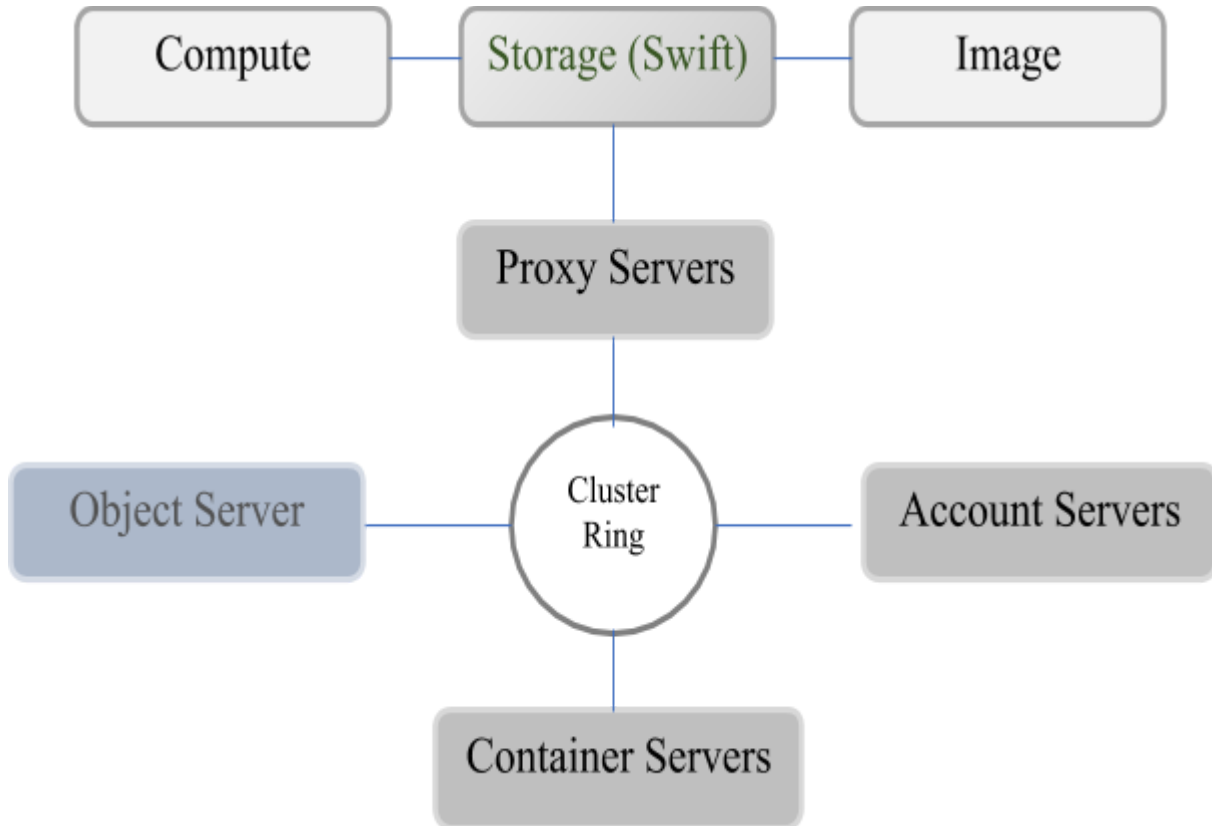 Compute
Storage (Swift)
Image
Proxy Servers
Object Server
Cluster
Ring
Account Servers
Container Servers